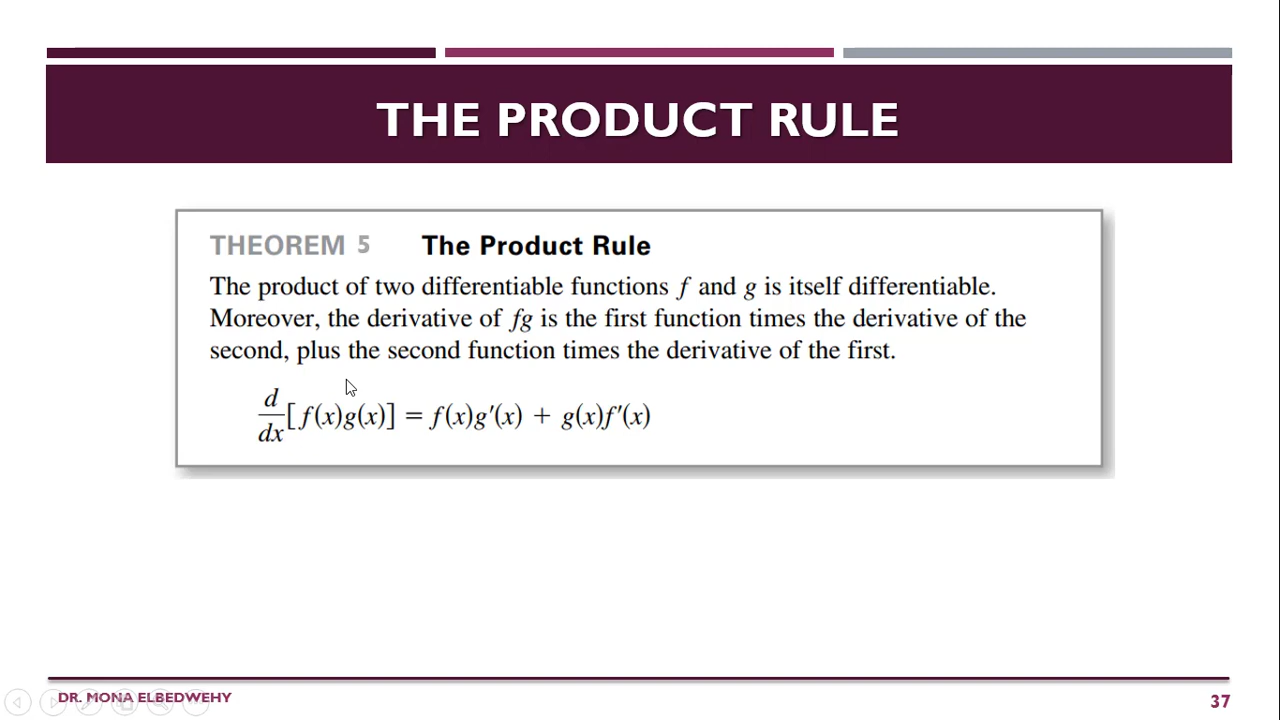 THE PRODUCT RULE
THEOREM 5 The Product Rule
The product of two differentiable functions f and g is itself differentiable.
Moreover, the derivative of fg is the first function times the derivative of the
second, plus the second function times the derivative of the first.
d/dx [f(x)g(x)] = f(x)g′(x) + g(x)f′(x)
DR. MONA ELBEDWEHY
37